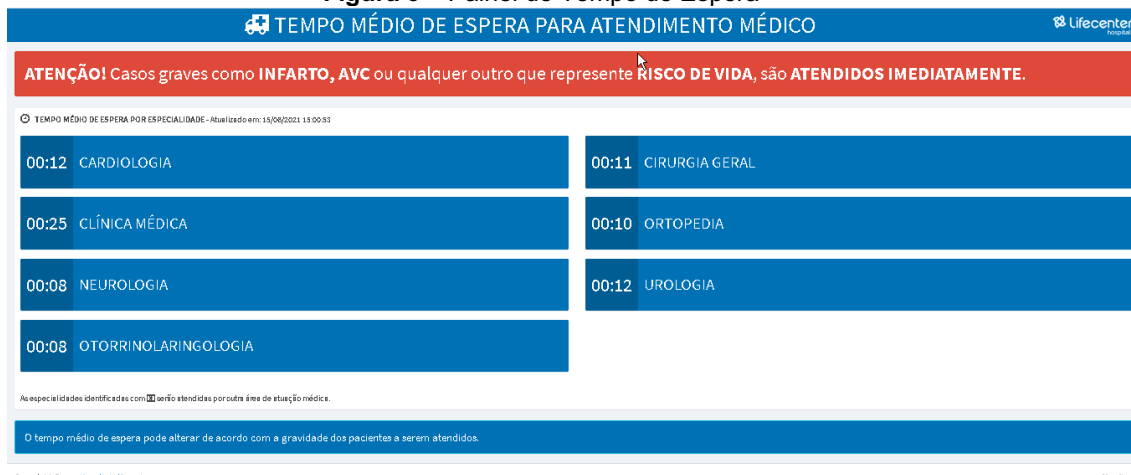 TEMPO MÉDIO DE ESPERA PARA ATENDIMENTO MÉDICO
Lifecenter
hospital
ATENÇÃO! Casos graves como INFARTO, AVC ou qualquer outro que represente RISCO DE VIDA, são ATENDIDOS IMEDIATAMENTE.
TEMPO MÉDIO DE ESPERA POR ESPECIALIDADE - Atualizado em: 15/06/2021 15:00:53
00:12 CARDIOLOGIA
00:11 CIRURGIA GERAL
00:25 CLÍNICA MÉDICA
00:10 ORTOPEDIA
00:08 NEUROLOGIA
00:12 UROLOGIA
00:08 OTORRINOLARINGOLOGIA
As especialidades identificadas com serão atendidas por outra área de atuação médica.
O tempo médio de espera pode alterar de acordo com a gravidade dos pacientes a serem atendidos.